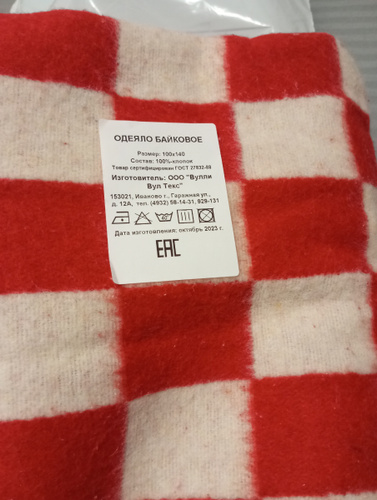 ОДЕЯЛО БАЙКОВОЕ
Размер: 100х140
Состав: 100%-хлопок
Товар сертифицирован ГОСТ 27832-88
Изготовитель: ООО "Вулли
Вул Текс"
153021, Иваново г., Гаражная ул.,
д. 12А, тел. (4932) 58-14-31, 929-131
Дата изготовления: октябрь 2023 г.
ЕАС